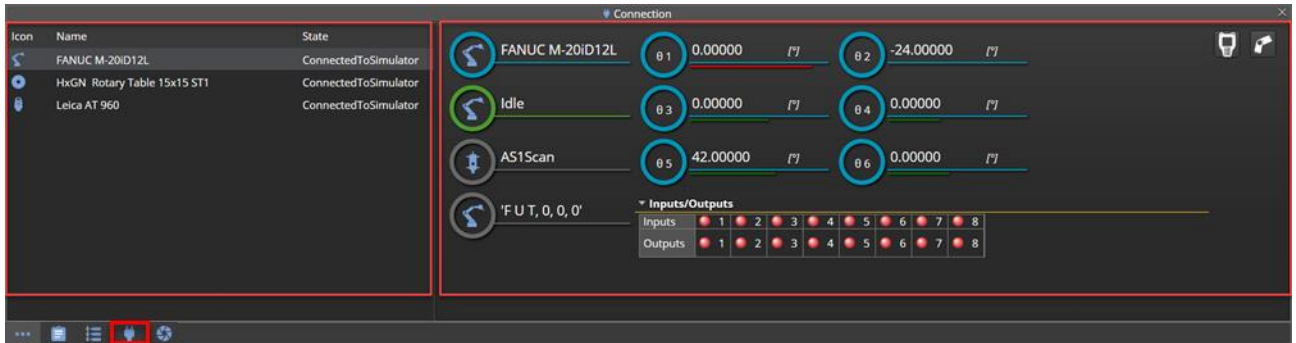 Connection
Icon Name State
FANUC M-20iD12L ConnectedToSimulator
HxGN Rotary Table 15x15 ST1 ConnectedToSimulator
Leica AT 960 ConnectedToSimulator
FANUC M-20iD12L θ1 0.00000 [°] θ2 -24.00000 [°]
Idle θ3 0.00000 [°] θ4 0.00000 [°]
AS1Scan θ5 42.00000 [°] θ6 0.00000 [°]
'F U T, 0, 0, 0'
Inputs/Outputs
Inputs 1 2 3 4 5 6 7 8
Outputs 1 2 3 4 5 6 7 8